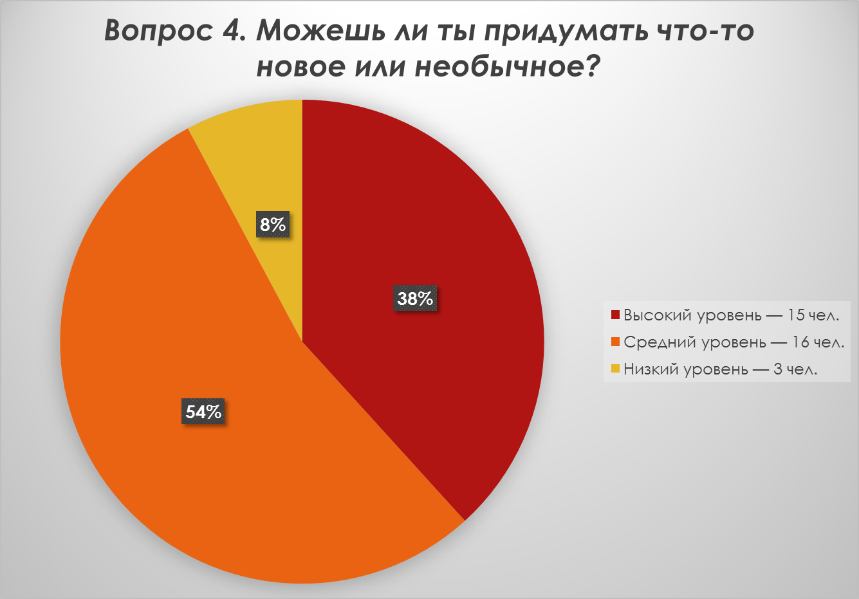 Вопрос 4. Можешь ли ты придумать что-то
новое или необычное?
8%
38%
54%
Высокий уровень — 15 чел.
Средний уровень — 16 чел.
Низкий уровень — 3 чел.